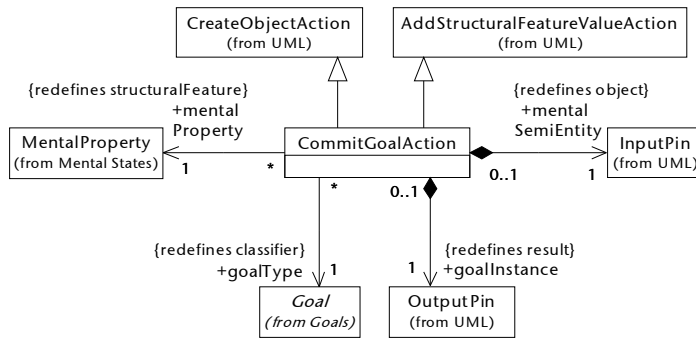 CreateObjectAction
(from UML)
AddStructuralFeatureValueAction
(from UML)
{redefines structuralFeature}
+mental
Property
{redefines object}
+mental
SemiEntity
MentalProperty
(from Mental States)
1
*
CommitGoalAction
0..1
1
InputPin
(from UML)
*
0..1
{redefines classifier}
+goalType
1
{redefines result}
+goalInstance
1
Goal
(from Goals)
OutputPin
(from UML)